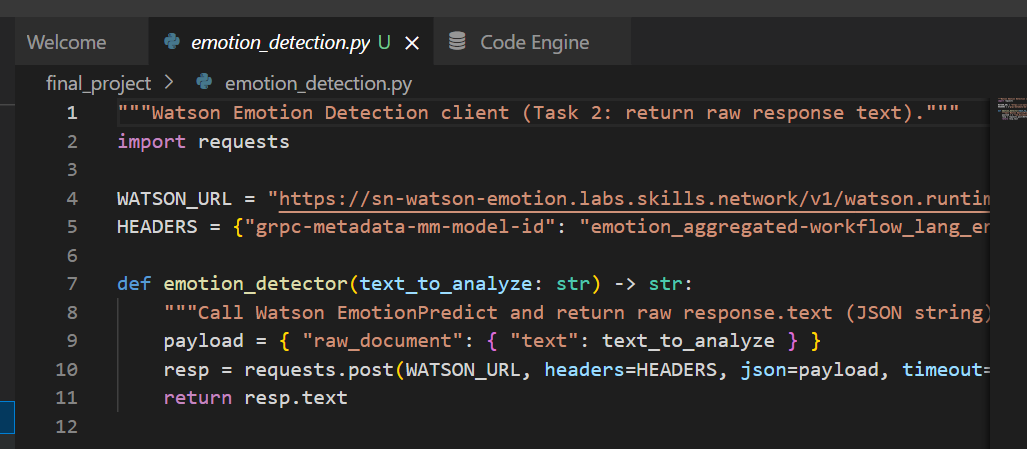 Welcome
emotion_detection.py U
Code Engine
final_project > emotion_detection.py
1 """Watson Emotion Detection client (Task 2: return raw response text)."""
2 import requests
3
4 WATSON_URL = "https://sn-watson-emotion.labs.skills.network/v1/watson.runtim
5 HEADERS = {"grpc-metadata-mm-model-id": "emotion_aggregated-workflow_lang_en
6
7 def emotion_detector(text_to_analyze: str) -> str:
8     """Call Watson EmotionPredict and return raw response.text (JSON string)
9     payload = { "raw_document": { "text": text_to_analyze } }
10     resp = requests.post(WATSON_URL, headers=HEADERS, json=payload, timeout=
11     return resp.text
12